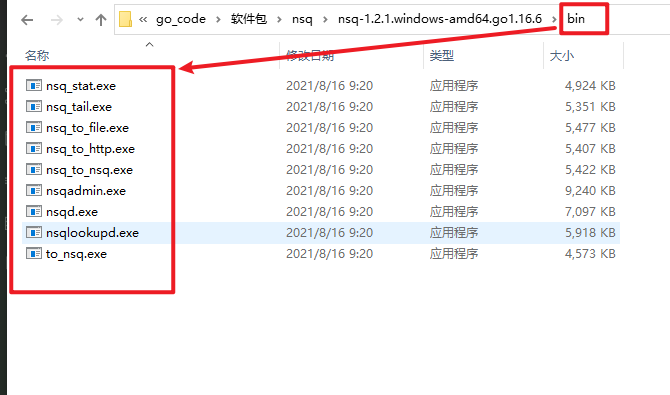 « go_code › 软件包 › nsq › nsq-1.2.1.windows-amd64.go1.16.6 › bin
名称 修改日期 类型 大小
nsq_stat.exe 2021/8/16 9:20 应用程序 4,924 KB
nsq_tail.exe 2021/8/16 9:20 应用程序 5,351 KB
nsq_to_file.exe 2021/8/16 9:20 应用程序 5,477 KB
nsq_to_http.exe 2021/8/16 9:20 应用程序 5,407 KB
nsq_to_nsq.exe 2021/8/16 9:20 应用程序 5,422 KB
nsqadmin.exe 2021/8/16 9:20 应用程序 9,240 KB
nsqd.exe 2021/8/16 9:20 应用程序 7,097 KB
nsqlookupd.exe 2021/8/16 9:20 应用程序 5,918 KB
to_nsq.exe 2021/8/16 9:20 应用程序 4,573 KB